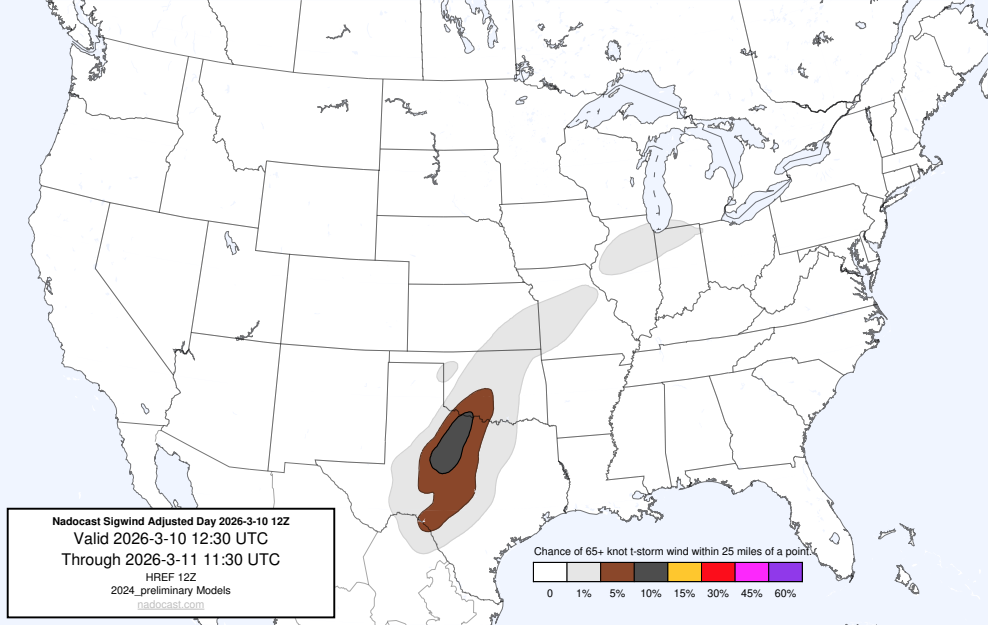 Nadocast Sigwind Adjusted Day 2026-3-10 12Z
Valid 2026-3-10 12:30 UTC
Through 2026-3-11 11:30 UTC
HREF 12Z
2024_preliminary Models
nadocast.com
Chance of 65+ knot t-storm wind within 25 miles of a point.
0 1% 5% 10% 15% 30% 45% 60%